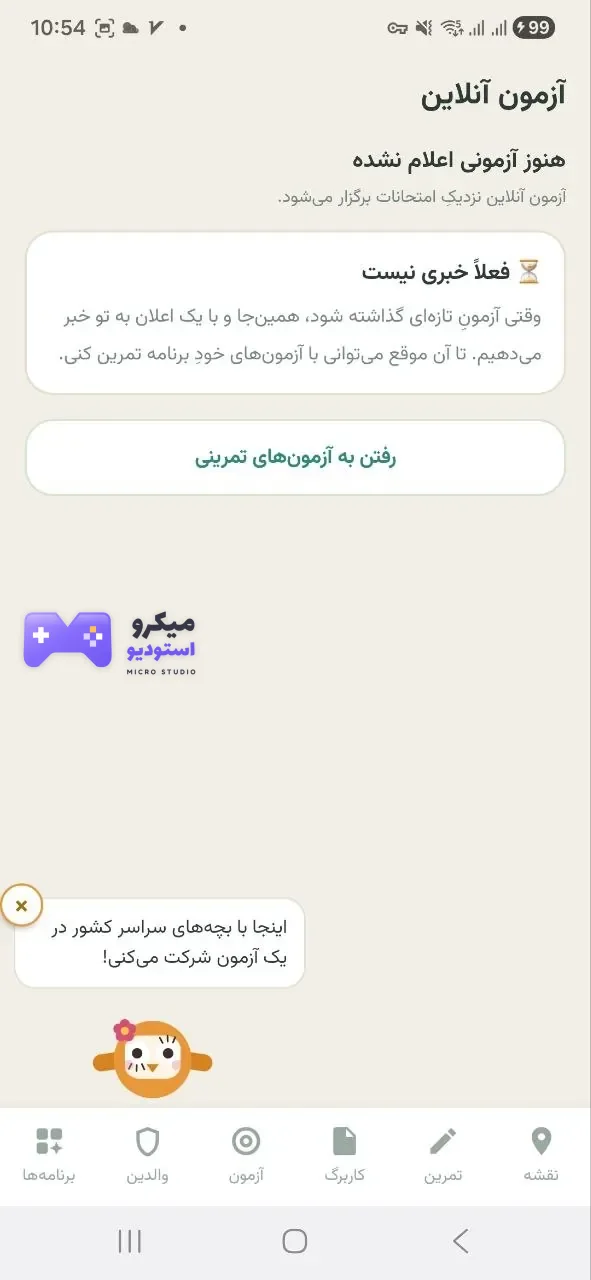 10:54
99
آزمون آنلاین
هنوز آزمونی اعلام نشده
آزمون آنلاین نزدیکِ امتحانات برگزار می‌شود.
⏳ فعلاً خبری نیست
وقتی آزمونِ تازه‌ای گذاشته شود، همین‌جا و با یک اعلان به تو خبر
می‌دهیم. تا آن موقع می‌توانی با آزمون‌های خودِ برنامه تمرین کنی.
رفتن به آزمون‌های تمرینی
میکرو
استودیو
MICRO STUDIO
اینجا با بچه‌های سراسر کشور در
یک آزمون شرکت می‌کنی!
نقشه
تمرین
کاربرگ
آزمون
والدین
برنامه‌ها